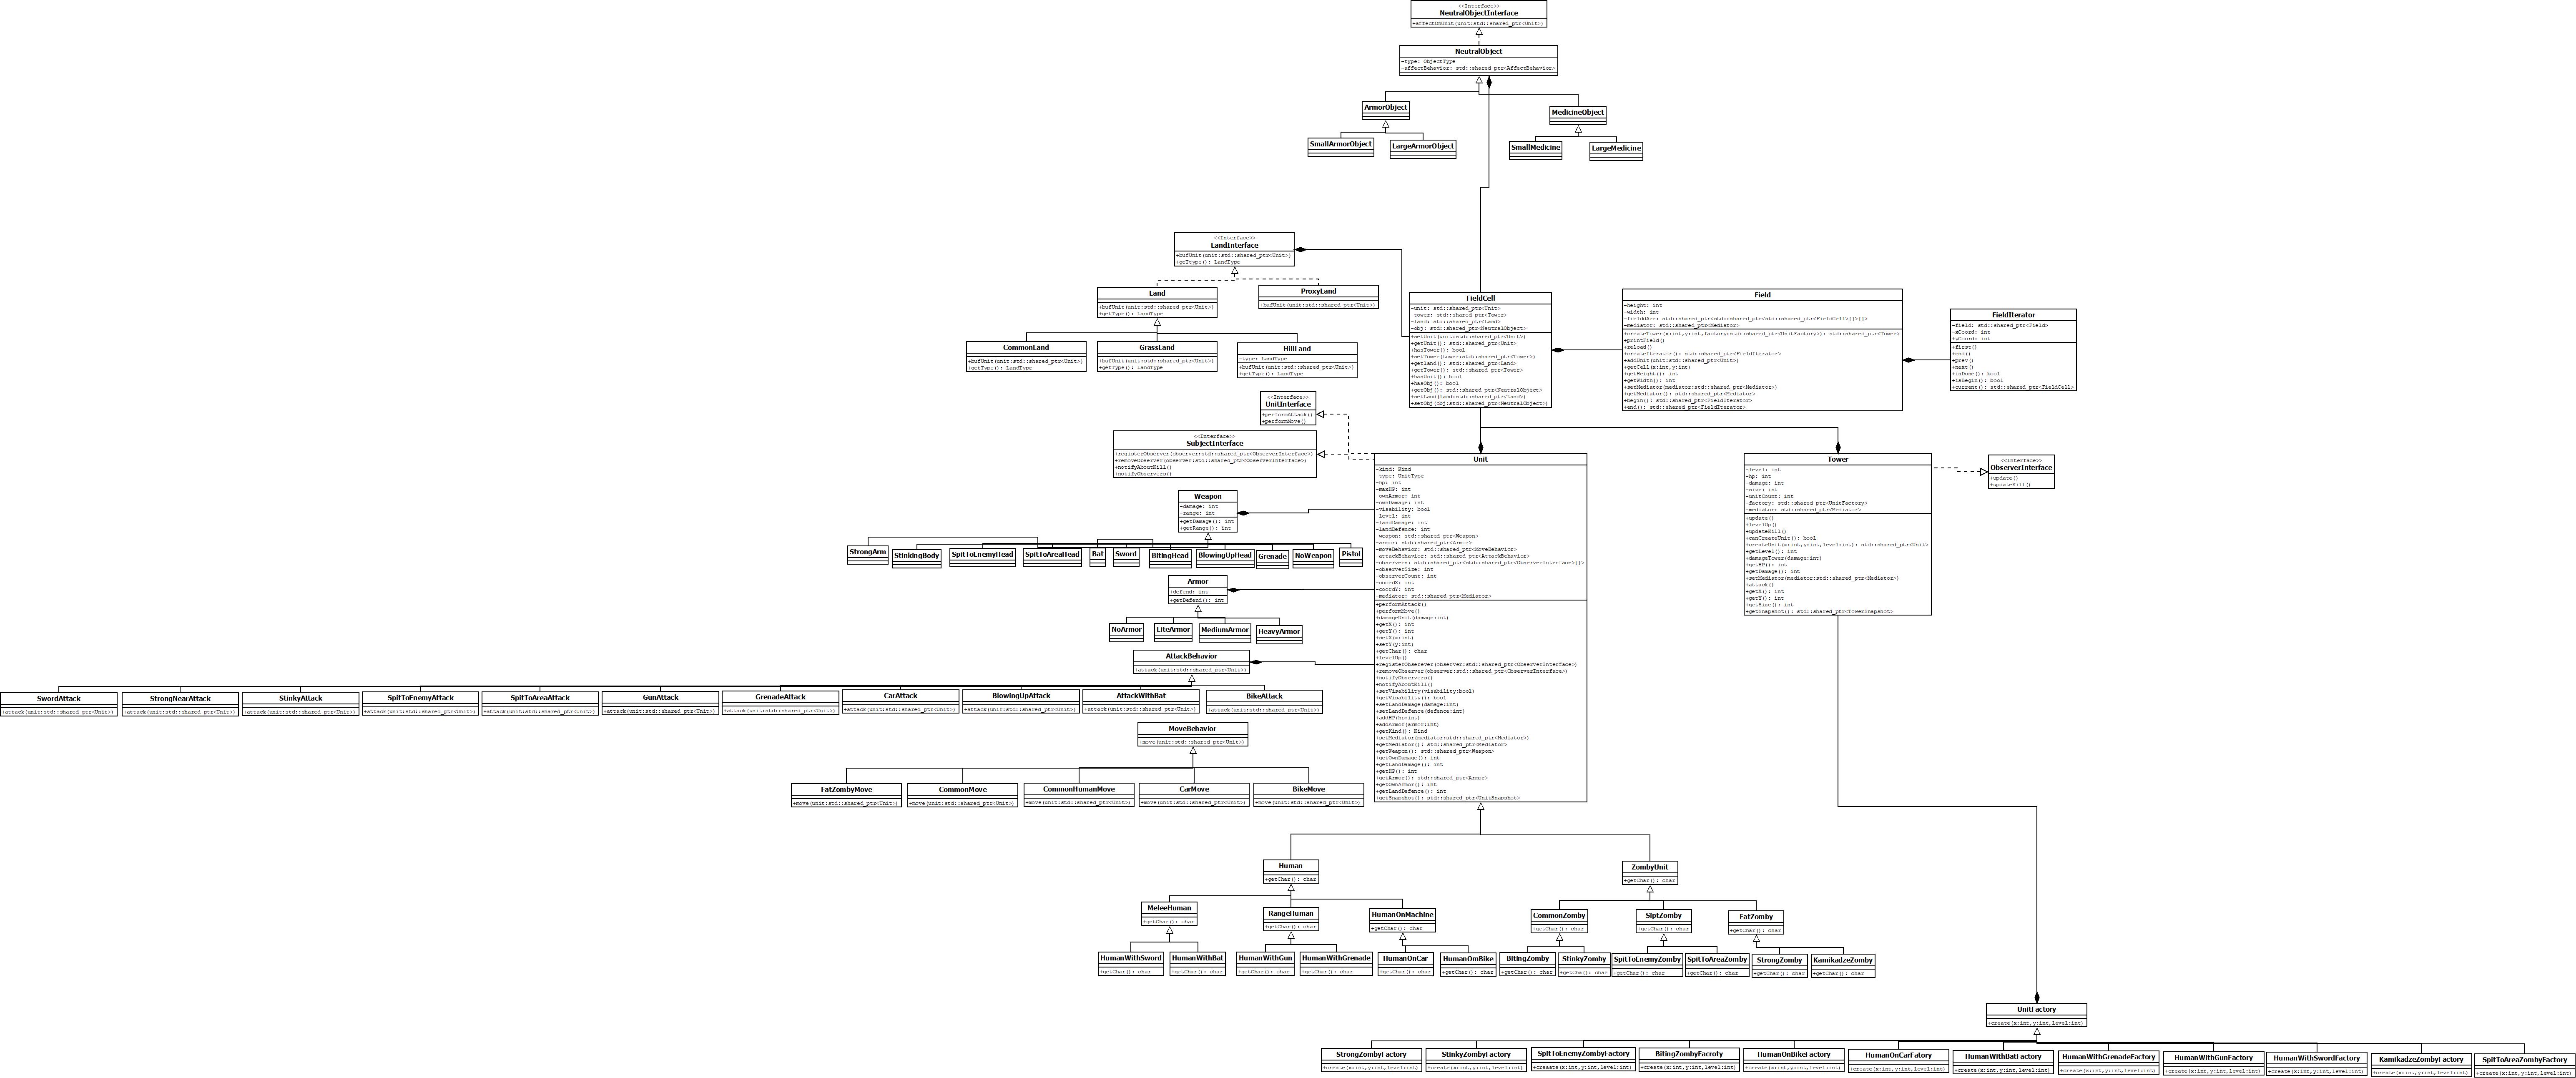 <<Interface>>
NeutralObjectInterface
+affectOnUnit(unit:std::shared_ptr<Unit>)
NeutralObject
-type: ObjectType
-affectBehavior: std::shared_ptr<AffectBehavior>
ArmorObject
MedicineObject
SmallArmorObject
LargeArmorObject
SmallMedicine
LargeMedicine
<<Interface>>
LandInterface
+bufUnit(unit:std::shared_ptr<Unit>)
+getType(): LandType
Land
+bufUnit(unit:std::shared_ptr<Unit>)
+getType(): LandType
ProxyLand
+bufUnit(unit:std::shared_ptr<Unit>)
CommonLand
+bufUnit(unit:std::shared_ptr<Unit>)
+getType(): LandType
GrassLand
+bufUnit(unit:std::shared_ptr<Unit>)
+getType(): LandType
HillLand
-type: LandType
+bufUnit(unit:std::shared_ptr<Unit>)
+getType(): LandType
FieldCell
-unit: std::shared_ptr<Unit>
-tower: std::shared_ptr<Tower>
-land: std::shared_ptr<Land>
-obj: std::shared_ptr<NeutralObject>
+setUnit(unit:std::shared_ptr<Unit>)
+getUnit(): std::shared_ptr<Unit>
+hasTower(): bool
+setTower(tower:std::shared_ptr<Tower>)
+getLand(): std::shared_ptr<Land>
+getTower(): std::shared_ptr<Tower>
+hasUnit(): bool
+hasObj(): bool
+getObj(): std::shared_ptr<NeutralObject>
+setLand(land:std::shared_ptr<Land>)
+setObj(obj:std::shared_ptr<NeutralObject>)
Field
-height: int
-width: int
-fielddArr: std::shared_ptr<std::shared_ptr<std::shared_ptr<FieldCell>[]>[]>
-mediator: std::shared_ptr<Mediator>
+createTower(x:int,y:int,factory:std::shared_ptr<UnitFactory>): std::shared_ptr<Tower>
+printField()
+reload()
+createIterator(): std::shared_ptr<FieldIterator>
+addUnit(unit:std::shared_ptr<Unit>)
+getCell(x:int,y:int)
+getHeight(): int
+getWidth(): int
+setMediator(mediator:std::shared_ptr<Mediator>)
+getMediator(): std::shared_ptr<Mediator>
+begin(): std::shared_ptr<FieldIterator>
+end(): std::shared_ptr<FieldIterator>
FieldIterator
-field: std::shared_ptr<Field>
-xCoord: int
-yCoord: int
+first()
+end()
+prev()
+next()
+isDone(): bool
+isBegin(): bool
+current(): std::shared_ptr<FieldCell>
<<Interface>>
UnitInterface
+performAttack()
+performMove()
<<Interface>>
SubjectInterface
+registerObserver(observer:std::shared_ptr<ObserverInterface>)
+removeObserver(observer:std::shared_ptr<ObserverInterface>)
+notifyAboutKill()
+notifyObservers()
Unit
-kind: Kind
-type: UnitType
-hp: int
-maxHP: int
-ownArmor: int
-ownDamage: int
-visability: bool
-level: int
-landDamage: int
-landDefence: int
-weapon: std::shared_ptr<Weapon>
-armor: std::shared_ptr<Armor>
-moveBehavior: std::shared_ptr<MoveBehavior>
-attackBehavior: std::shared_ptr<AttackBehavior>
-observers: std::shared_ptr<std::shared_ptr<ObserverInterface>[]>
-observerSize: int
-observerCount: int
-coordX: int
-coordY: int
-mediator: std::shared_ptr<Mediator>
+performAttack()
+performMove()
+damageUnit(damage:int)
+getX(): int
+getY(): int
+setX(x:int)
+setY(y:int)
+getChar(): char
+levelUp()
+registerObserever(observer:std::shared_ptr<ObserverInterface>)
+removeObserver(observer:std::shared_ptr<ObserverInterface>)
+notifyObservers()
+notifyAboutKill()
+setVisability(visability:bool)
+getVisability(): bool
+setLandDamage(damage:int)
+setLandDefence(defence:int)
+addHP(hp:int)
+addArmor(armor:int)
+getKind(): Kind
+setMediator(mediator:std::shared_ptr<Mediator>)
+getMediator(): std::shared_ptr<Mediator>
+getWeapon(): std::shared_ptr<Weapon>
+getOwnDamage(): int
+getLandDamage(): int
+getHP(): int
+getArmor(): std::shared_ptr<Armor>
+getOwnArmor(): int
+getLandDefence(): int
+getSnapshot(): std::shared_ptr<UnitSnapshot>
Tower
-level: int
-hp: int
-damage: int
-size: int
-unitCount: int
-factory: std::shared_ptr<UnitFactory>
-mediator: std::shared_ptr<Mediator>
+update()
+levelUp()
+updateKill()
+canCreateUnit(): bool
+createUnit(x:int,y:int,level:int): std::shared_ptr<Unit>
+getLevel(): int
+damageTower(damage:int)
+getHP(): int
+getDamage(): int
+setMediator(mediator:std::shared_ptr<Mediator>)
+attack()
+getX(): int
+getY(): int
+getSize(): int
+getSnapshot(): std::shared_ptr<TowerSnapshot>
<<Interface>>
ObserverInterface
+update()
+updateKill()
Weapon
-damage: int
-range: int
+getDamage(): int
+getRange(): int
StrongArm
StinkingBody
SpitToEnemyHead
SpitToAreaHead
Bat
Sword
BitingHead
BlowingUpHead
Grenade
NoWeapon
Pistol
Armor
+defend: int
+getDefend(): int
NoArmor
LiteArmor
MediumArmor
HeavyArmor
AttackBehavior
+attack(unit:std::shared_ptr<Unit>)
SwordAttack
+attack(unit:std::shared_ptr<Unit>)
StrongNearAttack
+attack(unit:std::shared_ptr<Unit>)
StinkyAttack
+attack(unit:std::shared_ptr<Unit>)
SpitToEnemyAttack
+attack(unit:std::shared_ptr<Unit>)
SpitToAreaAttack
+attack(unit:std::shared_ptr<Unit>)
GunAttack
+attack(unit:std::shared_ptr<Unit>)
GrenadeAttack
+attack(unit:std::shared_ptr<Unit>)
CarAttack
+attack(unit:std::shared_ptr<Unit>)
BlowingUpAttack
+attack(unit:std::shared_ptr<Unit>)
AttackWithBat
+attack(unit:std::shared_ptr<Unit>)
BikeAttack
+attack(unit:std::shared_ptr<Unit>)
MoveBehavior
+move(unit:std::shared_ptr<Unit>)
FatZombyMove
+move(unit:std::shared_ptr<Unit>)
CommonMove
+move(unit:std::shared_ptr<Unit>)
CommonHumanMove
+move(unit:std::shared_ptr<Unit>)
CarMove
+move(unit:std::shared_ptr<Unit>)
BikeMove
+move(unit:std::shared_ptr<Unit>)
Human
+getChar(): char
ZombyUnit
+getChar(): char
MeleeHuman
+getChar(): char
RangeHuman
+getChar(): char
HumanOnMachine
+getChar(): char
CommonZomby
+getChar(): char
SiptZomby
+getChar(): char
FatZomby
+getChar(): char
HumanWithSword
+getChar(): char
HumanWithBat
+getChar(): char
HumanWithGun
+getChar(): char
HumanWithGrenade
+getChar(): char
HumanOnCar
+getChar(): char
HumanOmBike
+getChar(): char
BitingZomby
+getChar(): char
StinkyZomby
+getChar(): char
SpitToEnemyZomby
+getChar(): char
SpitToAreaZomby
+getChar(): char
StrongZomby
+getChar(): char
KamikadzeZomby
+getChar(): char
UnitFactory
+create(x:int,y:int,level:int)
StrongZombyFactory
+create(x:int,y:int,level:int)
StinkyZombyFactory
+create(x:int,y:int,level:int)
SpitToEnemyZombyFactory
+creaate(x:int,y:int,level:int)
BitingZombyFacroty
+create(x:int,y:int,level:int)
HumanOnBikeFactory
+create(x:int,y:int,level:int)
HumanOnCarFatory
+create(x:int,y:int,level:int)
HumanWithBatFactory
+create(x:int,y:int,level:int)
HumanWithGrenadeFactory
+create(x:int,y:int,level:int)
HumanWithGunFactory
+create(x:int,y:int,level:int)
HumanWithSwordFactory
+create(x:int,y:int,level:int)
KamikadzeZombyFactory
+create(x:int,y:int,level:int)
SpitToAreaZombyFactory
+create(x:int,y:int,level:int)